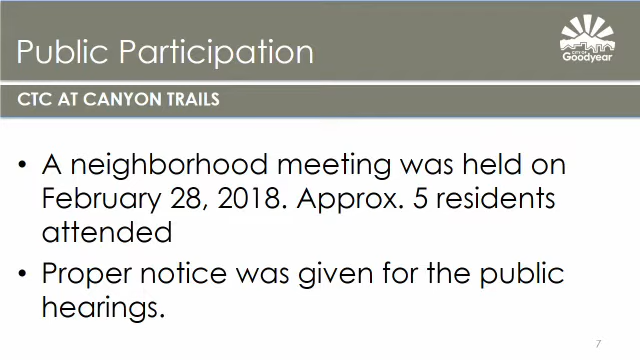 Public Participation
CITY OF
Goodyear
CTC AT CANYON TRAILS
• A neighborhood meeting was held on
February 28, 2018. Approx. 5 residents
attended
• Proper notice was given for the public
hearings.
7